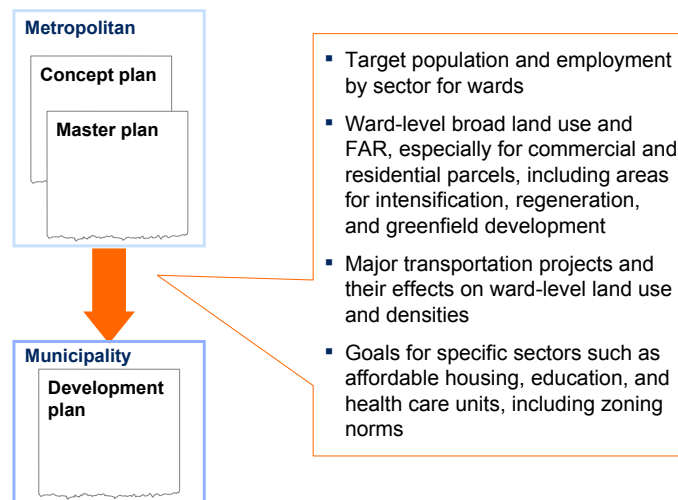 Metropolitan
Concept plan
Master plan
Municipality
Development
plan
▪ Target population and employment
by sector for wards
▪ Ward-level broad land use and
FAR, especially for commercial and
residential parcels, including areas
for intensification, regeneration,
and greenfield development
▪ Major transportation projects and
their effects on ward-level land use
and densities
▪ Goals for specific sectors such as
affordable housing, education, and
health care units, including zoning
norms